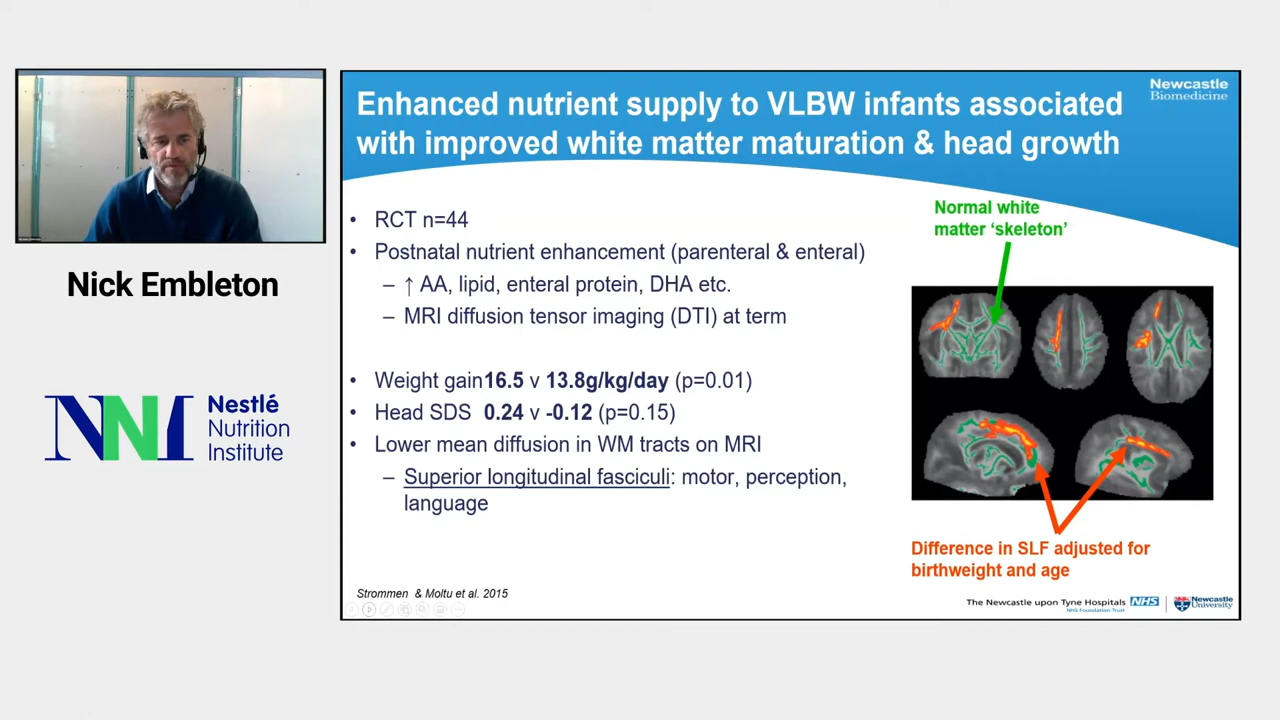 Nick Embleton
NNI
Nestlé
Nutrition
Institute
Newcastle
Biomedicine
Enhanced nutrient supply to VLBW infants associated
with improved white matter maturation & head growth
• RCT n=44
• Postnatal nutrient enhancement (parenteral & enteral)
– ↑ AA, lipid, enteral protein, DHA etc.
– MRI diffusion tensor imaging (DTI) at term
• Weight gain16.5 v 13.8g/kg/day (p=0.01)
• Head SDS 0.24 v -0.12 (p=0.15)
• Lower mean diffusion in WM tracts on MRI
– Superior longitudinal fasciculi: motor, perception,
language
Normal white
matter ‘skeleton’
Difference in SLF adjusted for
birthweight and age
Strommen & Moltu et al. 2015
The Newcastle upon Tyne Hospitals NHS
NHS Foundation Trust
Newcastle
University